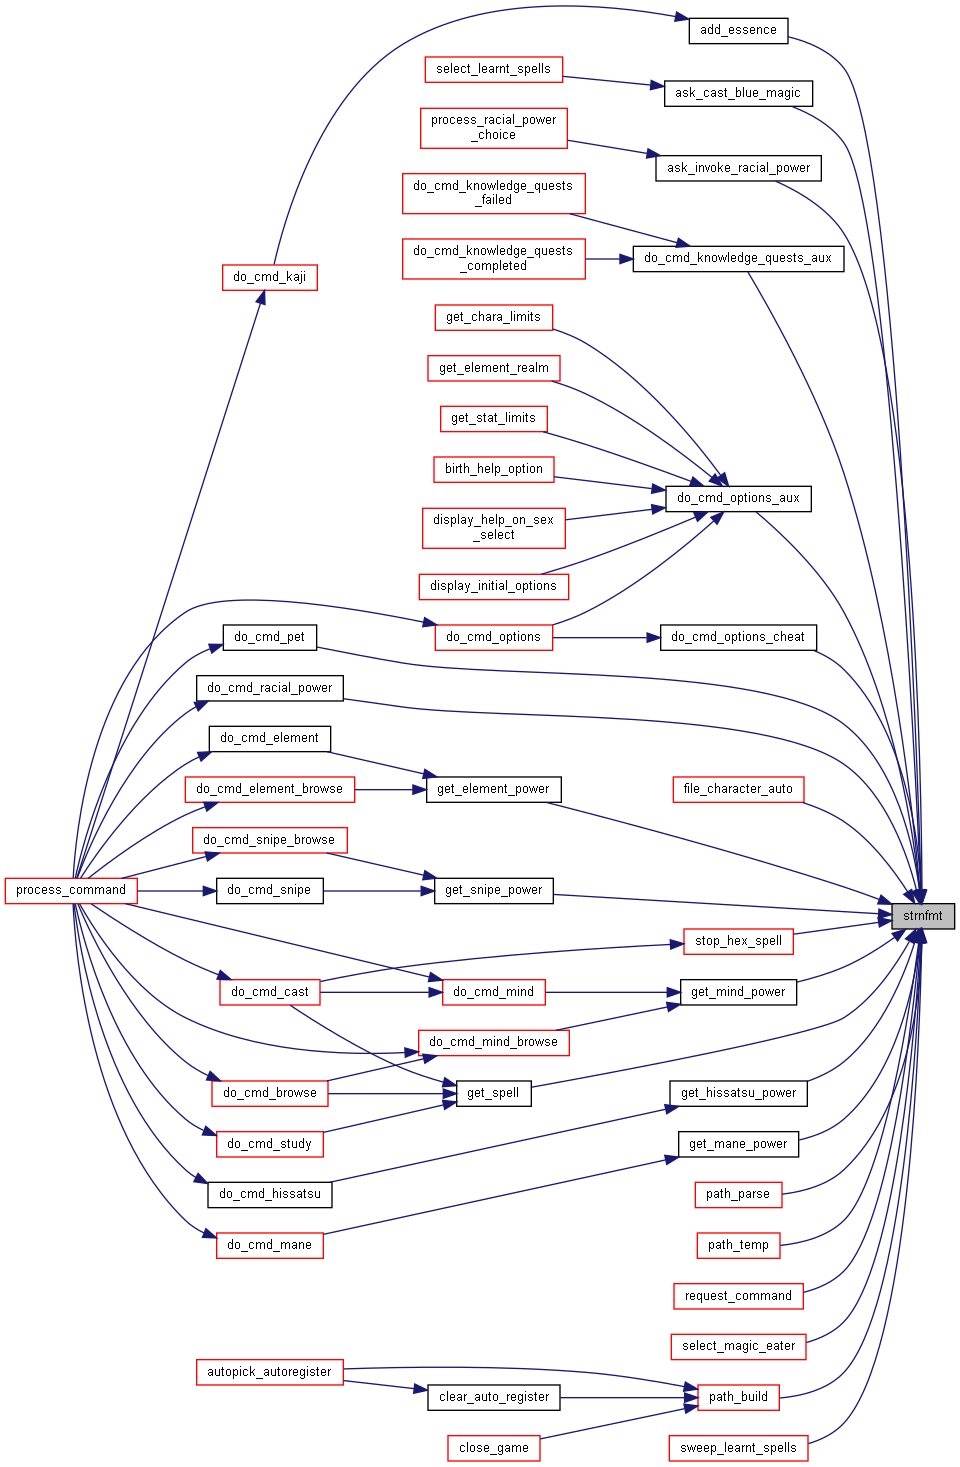 add_essence
select_learnt_spells
ask_cast_blue_magic
process_racial_power
_choice
ask_invoke_racial_power
do_cmd_knowledge_quests
_failed
do_cmd_knowledge_quests
_completed
do_cmd_knowledge_quests_aux
do_cmd_kaji
get_chara_limits
get_element_realm
get_stat_limits
birth_help_option
do_cmd_options_aux
display_help_on_sex
_select
display_initial_options
do_cmd_pet
do_cmd_options
do_cmd_options_cheat
do_cmd_racial_power
do_cmd_element
do_cmd_element_browse
get_element_power
file_character_auto
do_cmd_snipe_browse
process_command
do_cmd_snipe
get_snipe_power
strnfmt
stop_hex_spell
do_cmd_cast
do_cmd_mind
get_mind_power
do_cmd_mind_browse
do_cmd_browse
get_spell
get_hissatsu_power
do_cmd_study
get_mane_power
do_cmd_hissatsu
path_parse
do_cmd_mane
path_temp
request_command
select_magic_eater
autopick_autoregister
clear_auto_register
path_build
close_game
sweep_learnt_spells